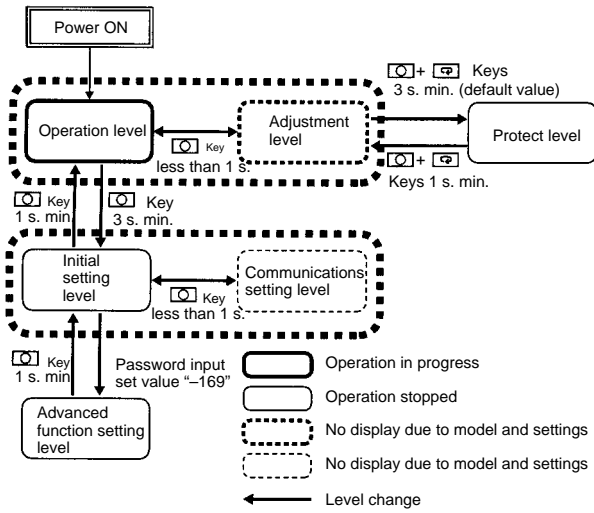 Power ON
Operation level
Key
less than 1 s.
Adjustment
level
+ Keys
3 s. min. (default value)
+
Keys 1 s. min.
Protect level
Key
1 s. min.
Key
3 s. min.
Initial
setting
level
Key
less than 1 s.
Communications
setting level
Key
1 s. min.
Password input
set value “–169”
Advanced
function setting
level
Operation in progress
Operation stopped
No display due to model and settings
No display due to model and settings
Level change